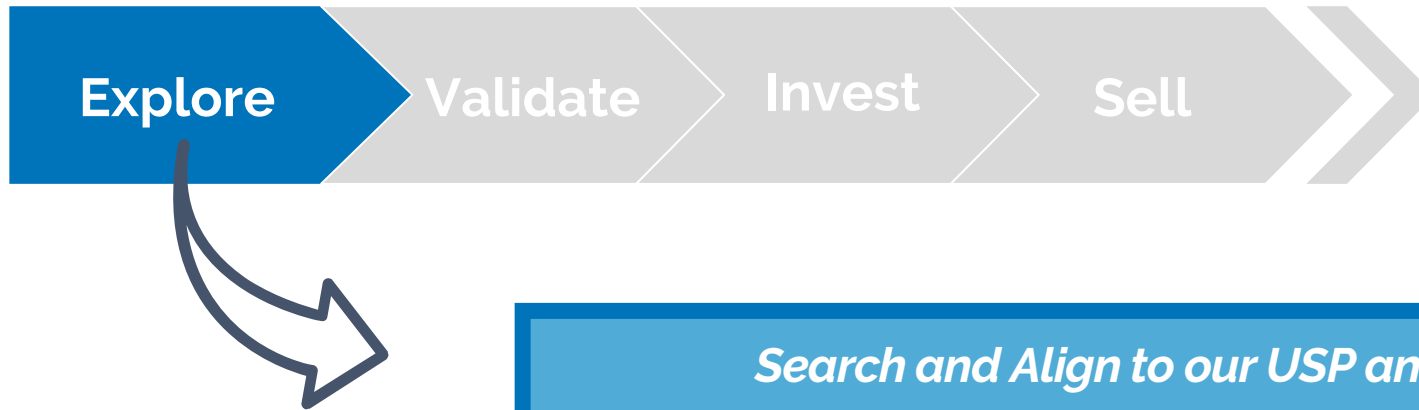 Explore
Validate
Invest
Sell
Search and Align to our USP